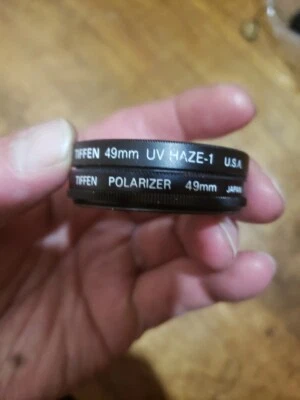 TIFFEN 49mm UV HAZE-1 U.S.A.
TIFFEN POLARIZER 49mm JAPAN